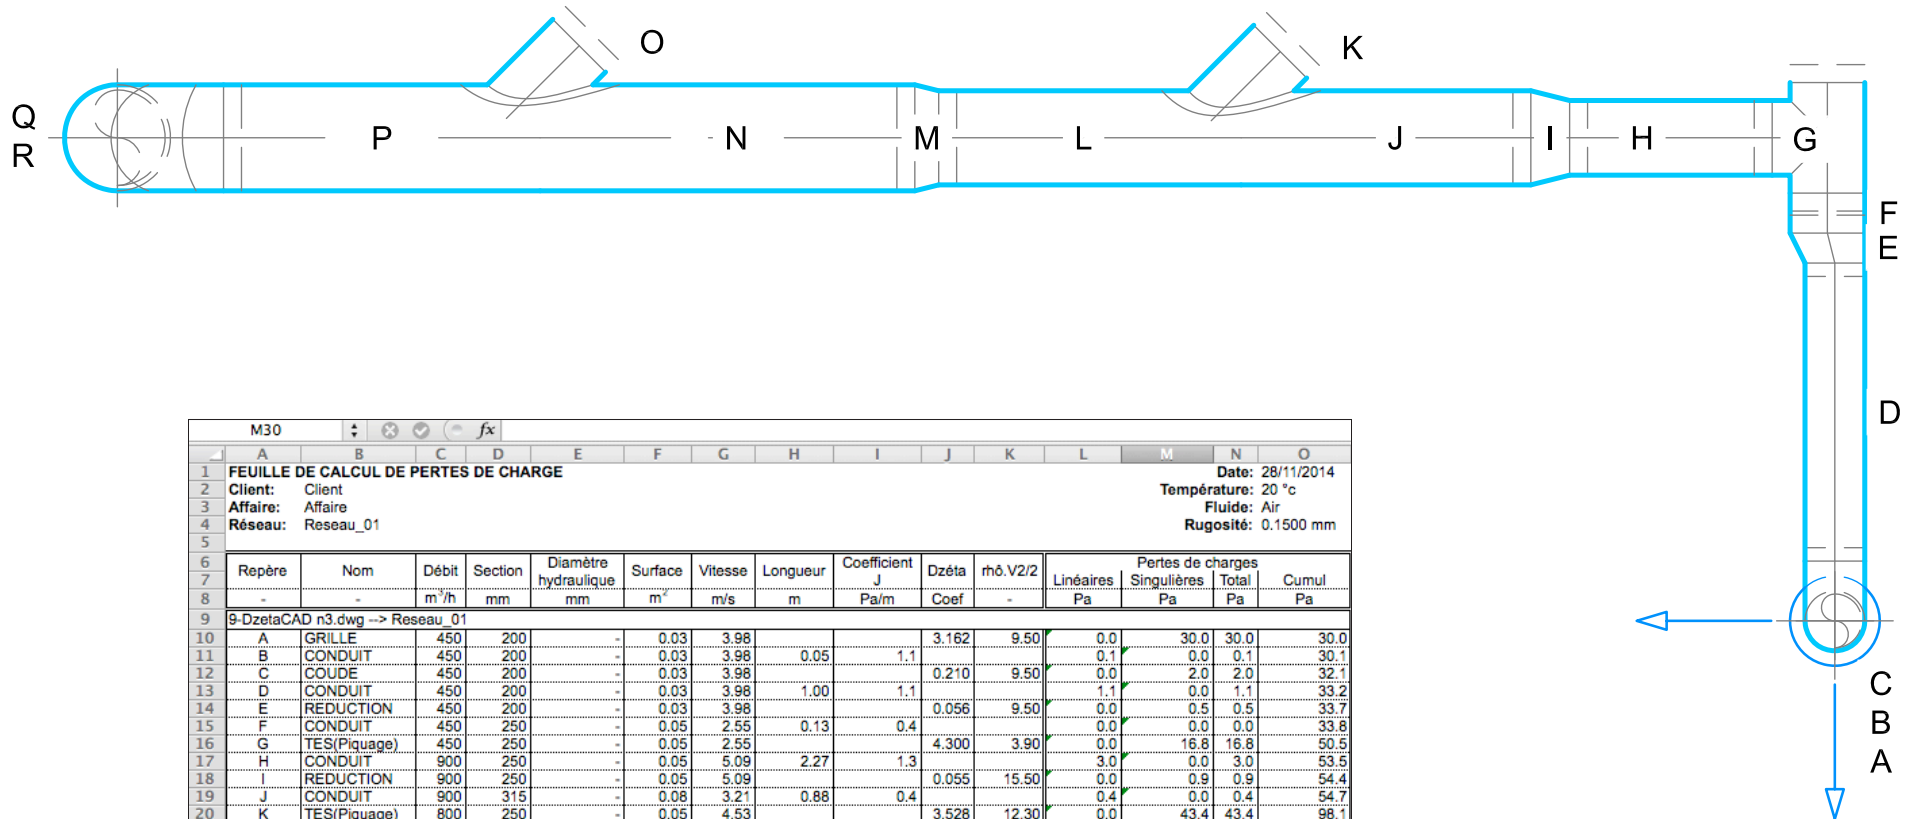 O
K
Q
R
P
N
M
L
J
I
H
G
F
E
D
C
B
A
M30 fx
A B C D E F G H I J K L M N O
1 FEUILLE DE CALCUL DE PERTES DE CHARGE Date: 28/11/2014
2 Client: Client Température: 20 °c
3 Affaire: Affaire Fluide: Air
4 Réseau: Reseau_01 Rugosité: 0.1500 mm
5
6 Repère Nom Débit Section Diamètre hydraulique Surface Vitesse Longueur Coefficient J Dzéta rhô.V2/2 Pertes de charges
7 Linéaires Singulières Total Cumul
8 - - m³/h mm mm m² m/s m Pa/m Coef - Pa Pa Pa Pa
9 9-DzetaCAD n3.dwg --> Reseau_01
10 A GRILLE 450 200 - 0.03 3.98 3.162 9.50 0.0 30.0 30.0 30.0
11 B CONDUIT 450 200 - 0.03 3.98 0.05 1.1 0.1 0.0 0.1 30.1
12 C COUDE 450 200 - 0.03 3.98 0.210 9.50 0.0 2.0 2.0 32.1
13 D CONDUIT 450 200 - 0.03 3.98 1.00 1.1 1.1 0.0 1.1 33.2
14 E REDUCTION 450 200 - 0.03 3.98 0.056 9.50 0.0 0.5 0.5 33.7
15 F CONDUIT 450 250 - 0.05 2.55 0.13 0.4 0.0 0.0 0.0 33.8
16 G TES(Piquage) 450 250 - 0.05 2.55 4.300 3.90 0.0 16.8 16.8 50.5
17 H CONDUIT 900 250 - 0.05 5.09 2.27 1.3 3.0 0.0 3.0 53.5
18 I REDUCTION 900 250 - 0.05 5.09 0.055 15.50 0.0 0.9 0.9 54.4
19 J CONDUIT 900 315 - 0.08 3.21 0.88 0.4 0.4 0.0 0.4 54.7
20 K TES(Piquage) 800 250 - 0.05 4.53 3.528 12.30 0.0 43.4 43.4 98.1